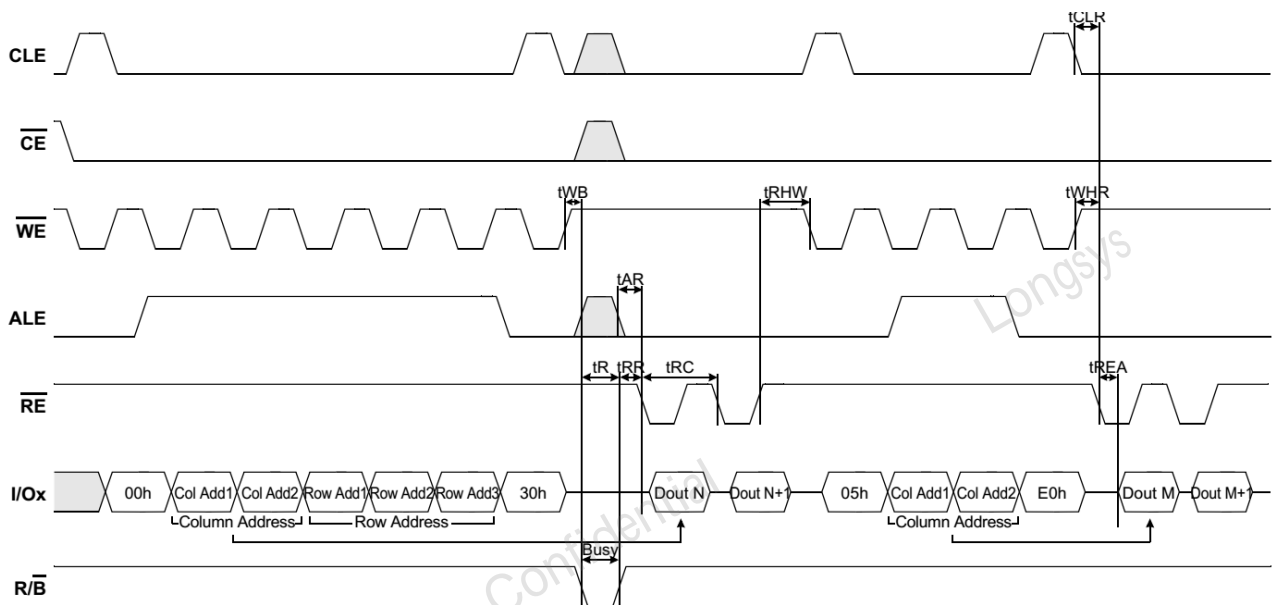 tCLR
CLE
CE
tWB tRHW tWHR
WE
tAR
ALE
tR tRR tRC tREA
RE
I/Ox 00h Col Add1 Col Add2 Row Add1 Row Add2 Row Add3 30h Dout N Dout N+1 05h Col Add1 Col Add2 E0h Dout M Dout M+1
Column Address Row Address Column Address
Busy
R/B
Longsys
Confidential